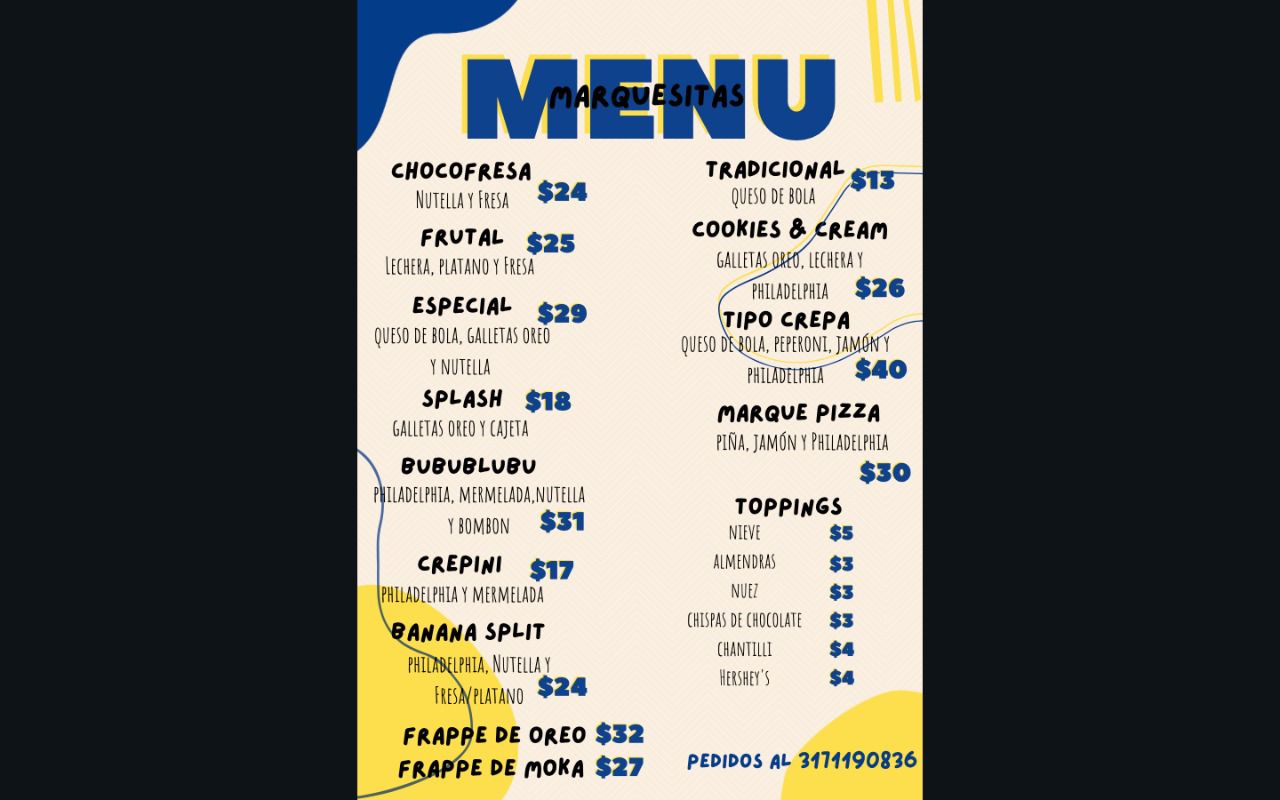 MENU
MARQUESITAS
CHOCOFRESA
NUTELLA Y FRESA
$24
FRUTAL
$25
LECHERA, PLATANO Y FRESA
ESPECIAL
$29
QUESO DE BOLA, GALLETAS OREO
Y NUTELLA
SPLASH
$18
GALLETAS OREO Y CAJETA
BUBUBLUBU
PHILADELPHIA, MERMELADA,NUTELLA
Y BOMBON
$31
CREPINI
$17
PHILADELPHIA Y MERMELADA
BANANA SPLIT
PHILADELPHIA, NUTELLA Y
FRESA/PLATANO
$24
FRAPPE DE OREO $32
FRAPPE DE MOKA $27
TRADICIONAL
$13
QUESO DE BOLA
COOKIES & CREAM
GALLETAS OREO, LECHERA Y
PHILADELPHIA
$26
TIPO CREPA
QUESO DE BOLA, PEPERONI, JAMÓN Y
PHILADELPHIA
$40
MARQUE PIZZA
PIÑA, JAMÓN Y PHILADELPHIA
$30
TOPPINGS
NIEVE $5
ALMENDRAS $3
NUEZ $3
CHISPAS DE CHOCOLATE $3
CHANTILLI $4
HERSHEY'S $4
PEDIDOS AL 3171190836